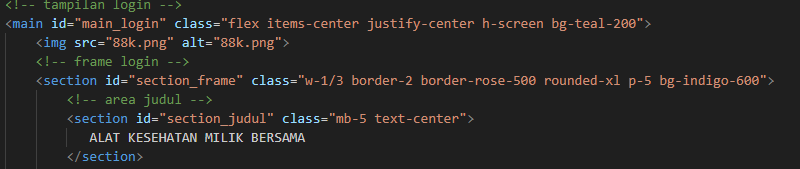 <!-- tampilan login -->
<main id="main_login" class="flex items-center justify-center h-screen bg-teal-200">
<img src="88k.png" alt="88k.png">
<!-- frame login -->
<section id="section_frame" class="w-1/3 border-2 border-rose-500 rounded-xl p-5 bg-indigo-600">
<!-- area judul -->
<section id="section_judul" class="mb-5 text-center">
ALAT KESEHATAN MILIK BERSAMA
</section>